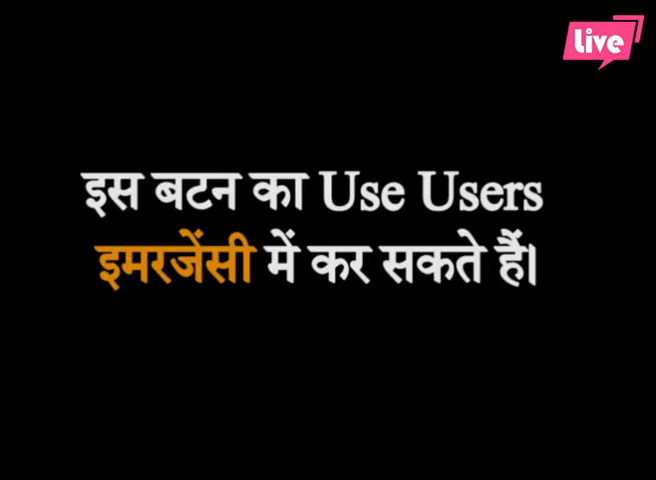 Live
इस बटन का Use Users
इमरजेंसी में कर सकते हैं।